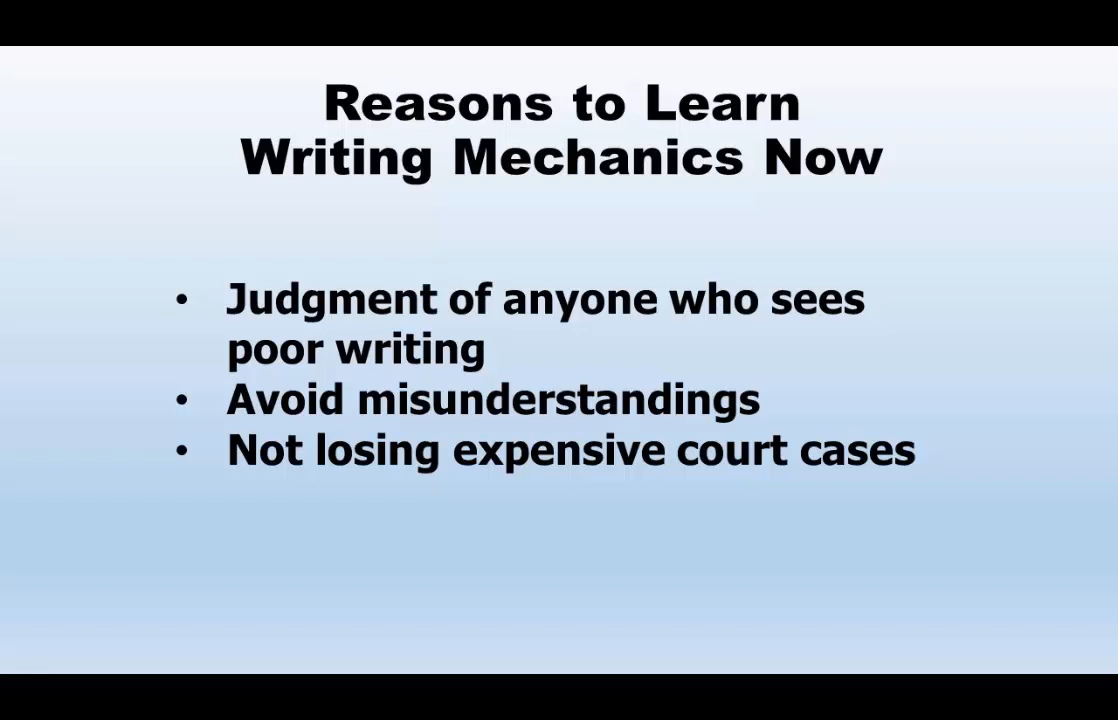 Reasons to Learn
Writing Mechanics Now
• Judgment of anyone who sees
poor writing
• Avoid misunderstandings
• Not losing expensive court cases